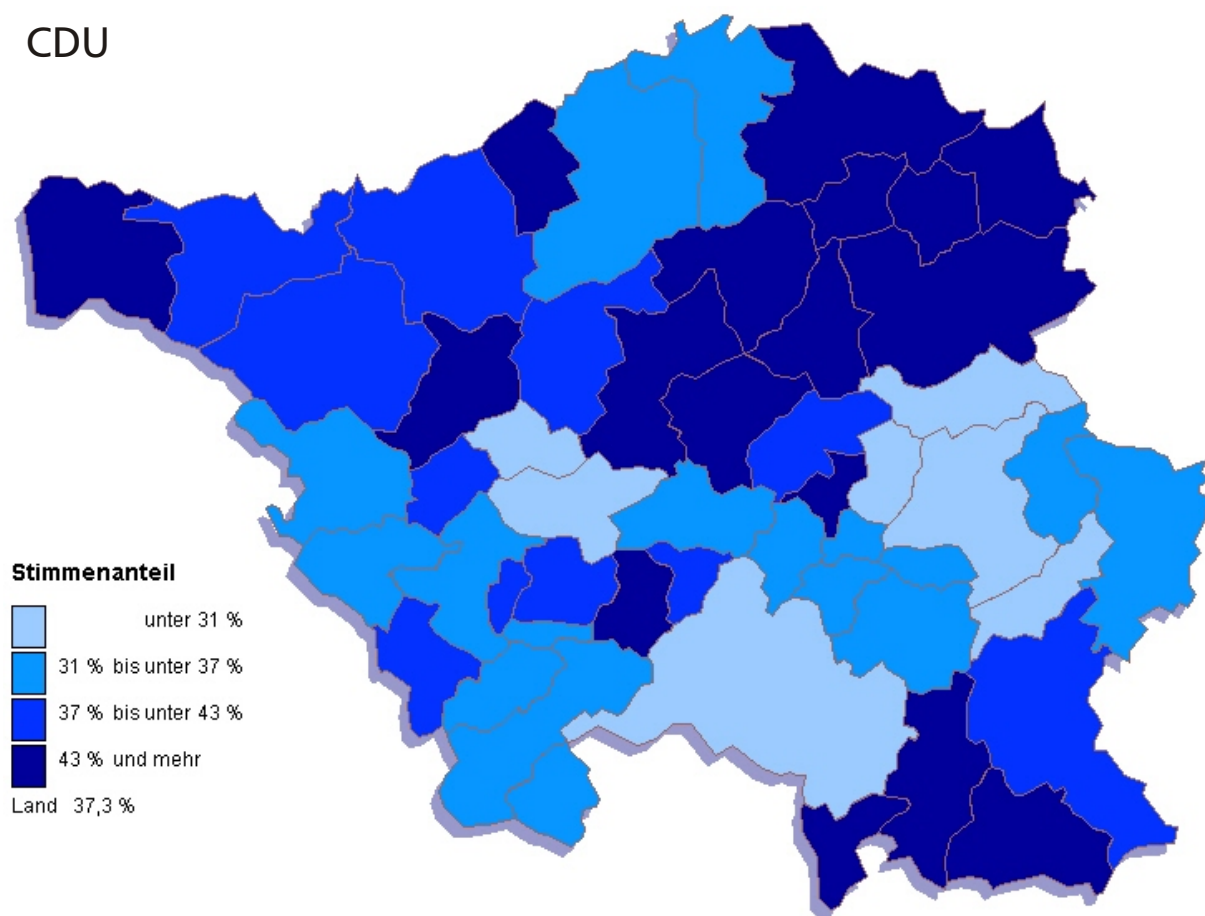 CDU
Stimmenanteil
unter 31 %
31 % bis unter 37 %
37 % bis unter 43 %
43 % und mehr
Land 37,3 %